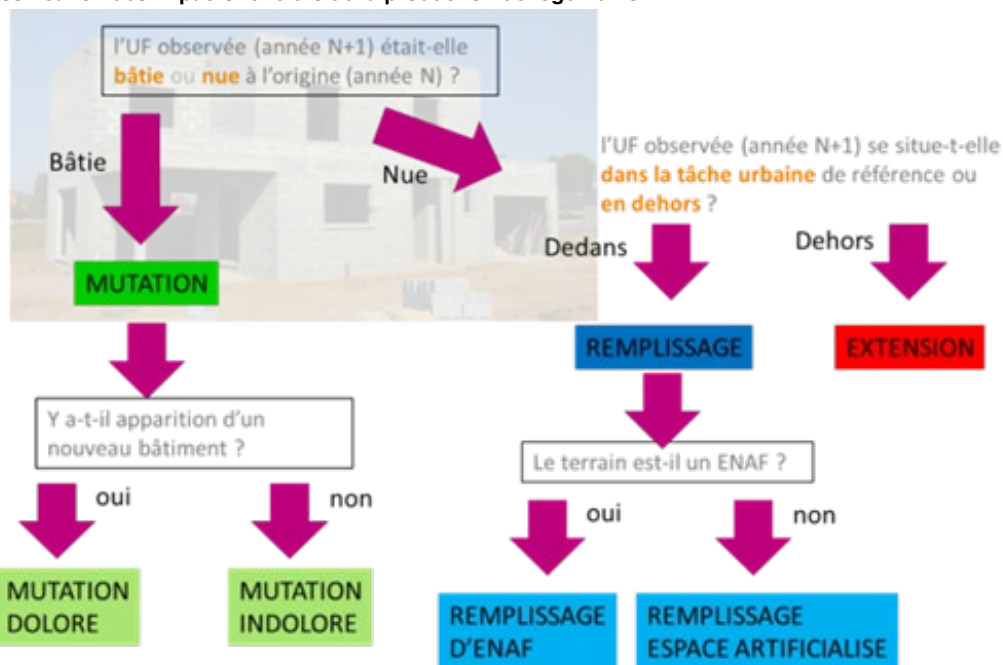 l'UF observée (année N+1) était-elle
bâtie ou nue à l'origine (année N) ?
Bâtie
Nue
l'UF observée (année N+1) se situe-t-elle
dans la tâche urbaine de référence ou
en dehors ?
Dedans
Dehors
MUTATION
REMPLISSAGE
EXTENSION
Y a-t-il apparition d'un
nouveau bâtiment ?
Le terrain est-il un ENAF ?
oui
non
oui
non
MUTATION
DOLORE
MUTATION
INDOLORE
REMPLISSAGE
D'ENAF
REMPLISSAGE
ESPACE ARTIFICIALISE